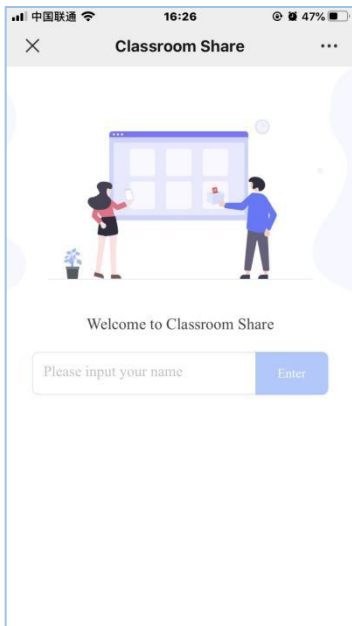 中国联通 16:26 47%
Classroom Share
Welcome to Classroom Share
Please input your name Enter